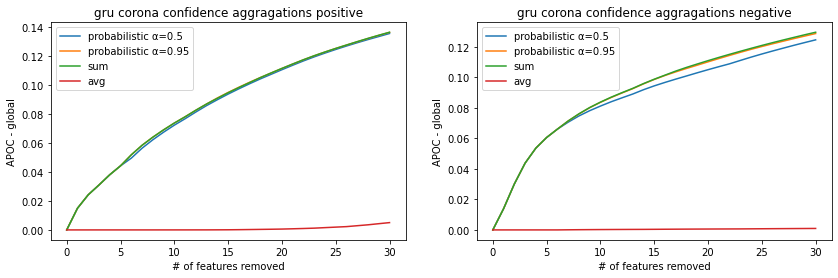 gru corona confidence aggragations positive
APOC - global
0.14
0.12
0.10
0.08
0.06
0.04
0.02
0.00
probabilistic α=0.5
probabilistic α=0.95
sum
avg
0 5 10 15 20 25 30
# of features removed
gru corona confidence aggragations negative
APOC - global
0.12
0.10
0.08
0.06
0.04
0.02
0.00
probabilistic α=0.5
probabilistic α=0.95
sum
avg
0 5 10 15 20 25 30
# of features removed